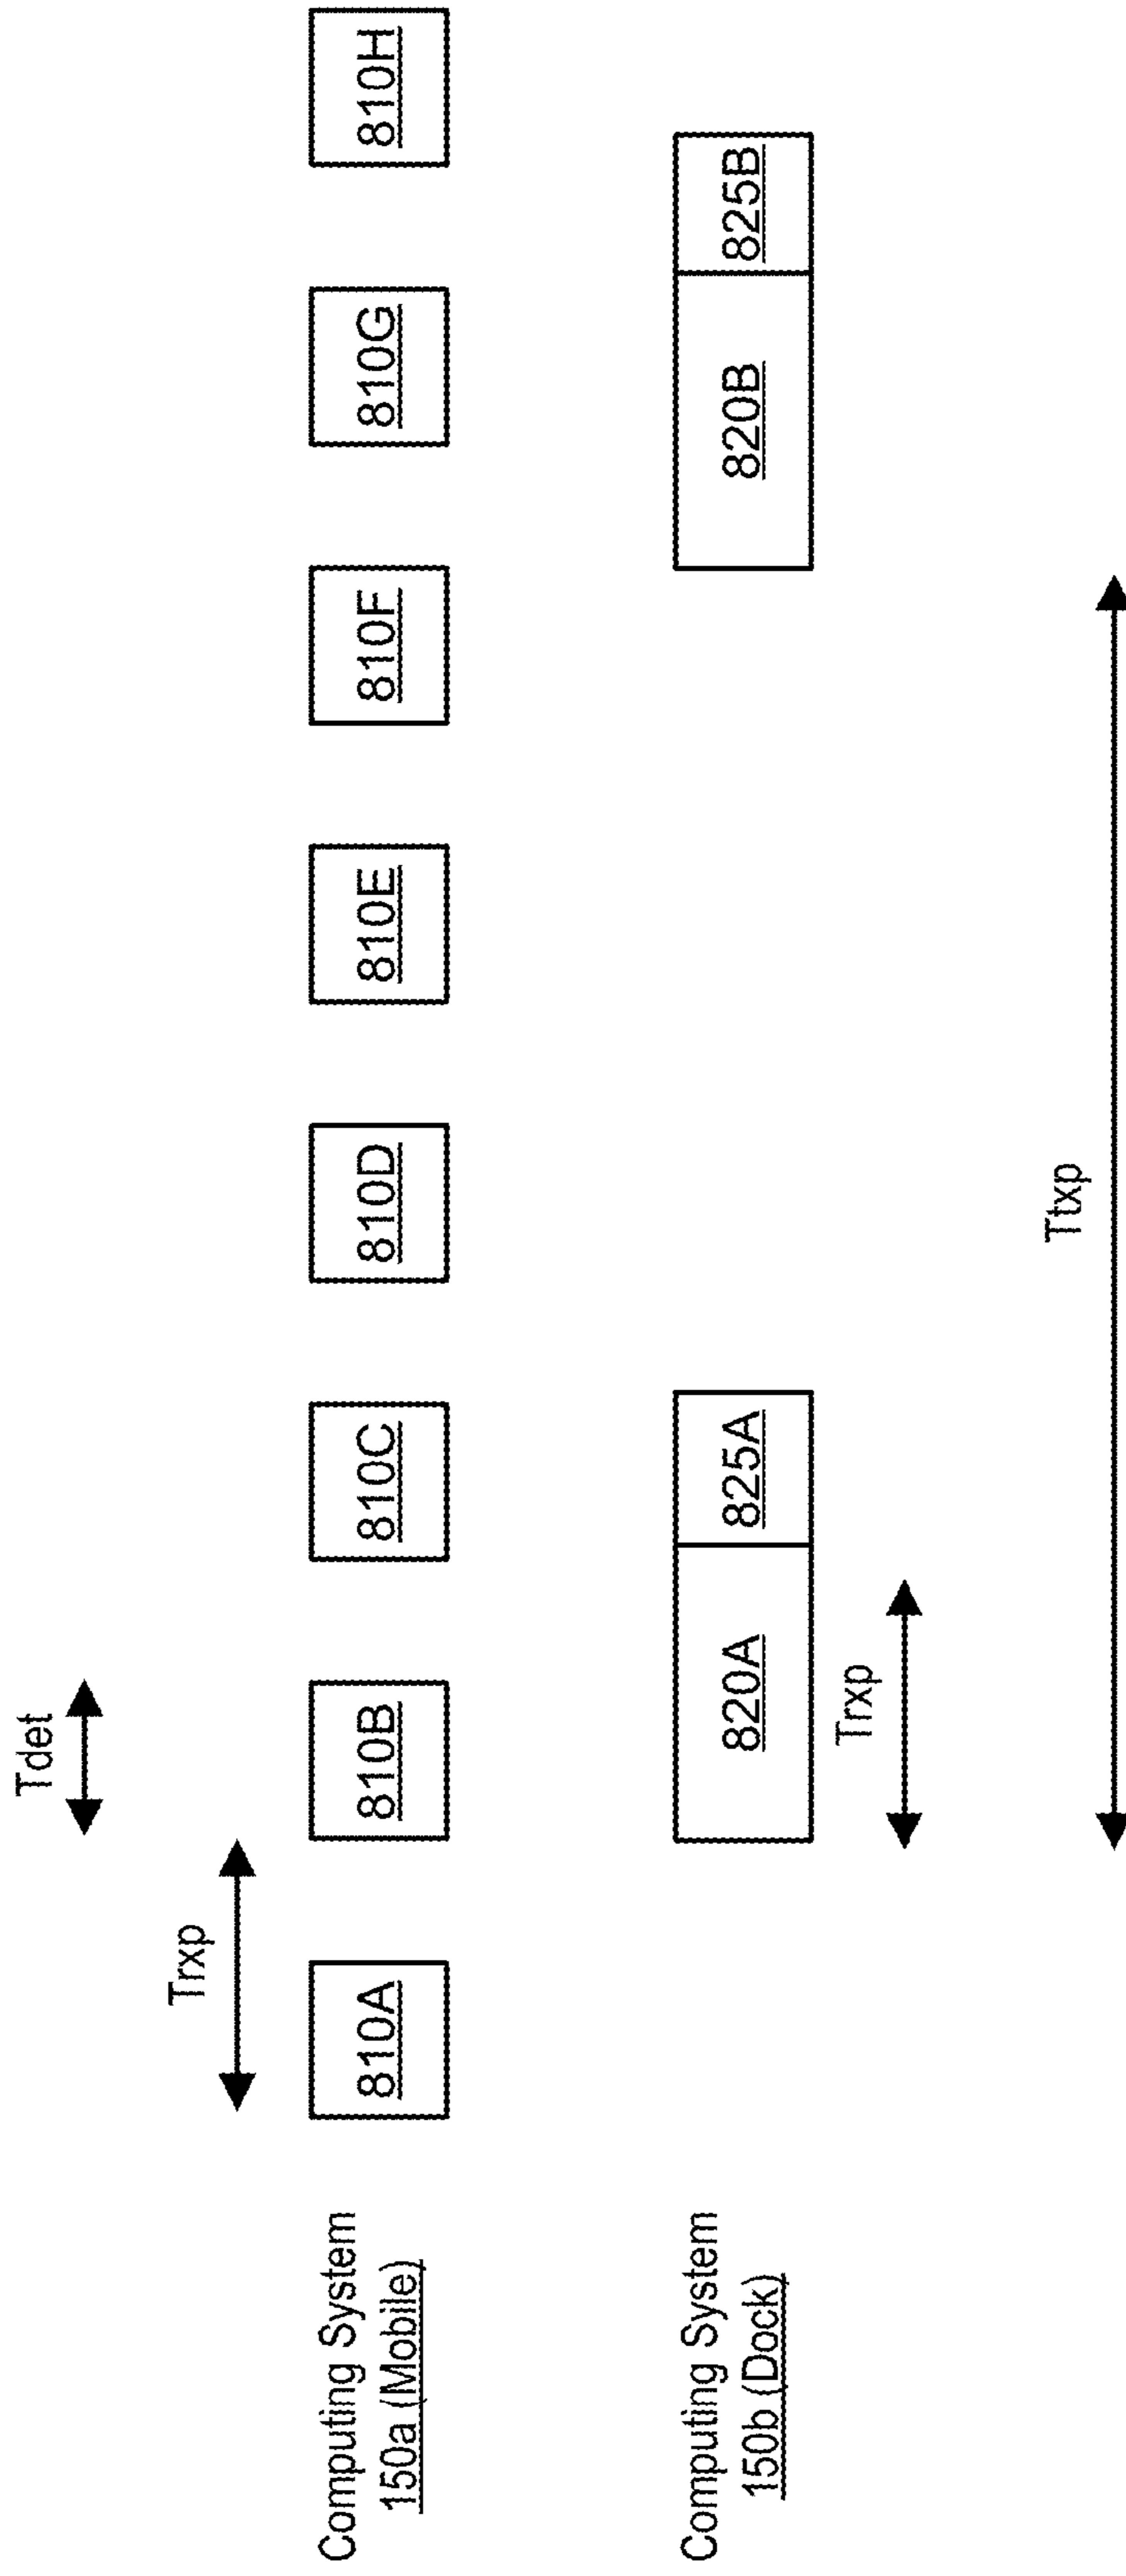 Tdet
Trxp
Computing System
150a (Mobile)
810A
810B
810C
810D
810E
810F
810G
810H
Computing System
150b (Dock)
820A
825A
820B
825B
Trxp
Ttxp